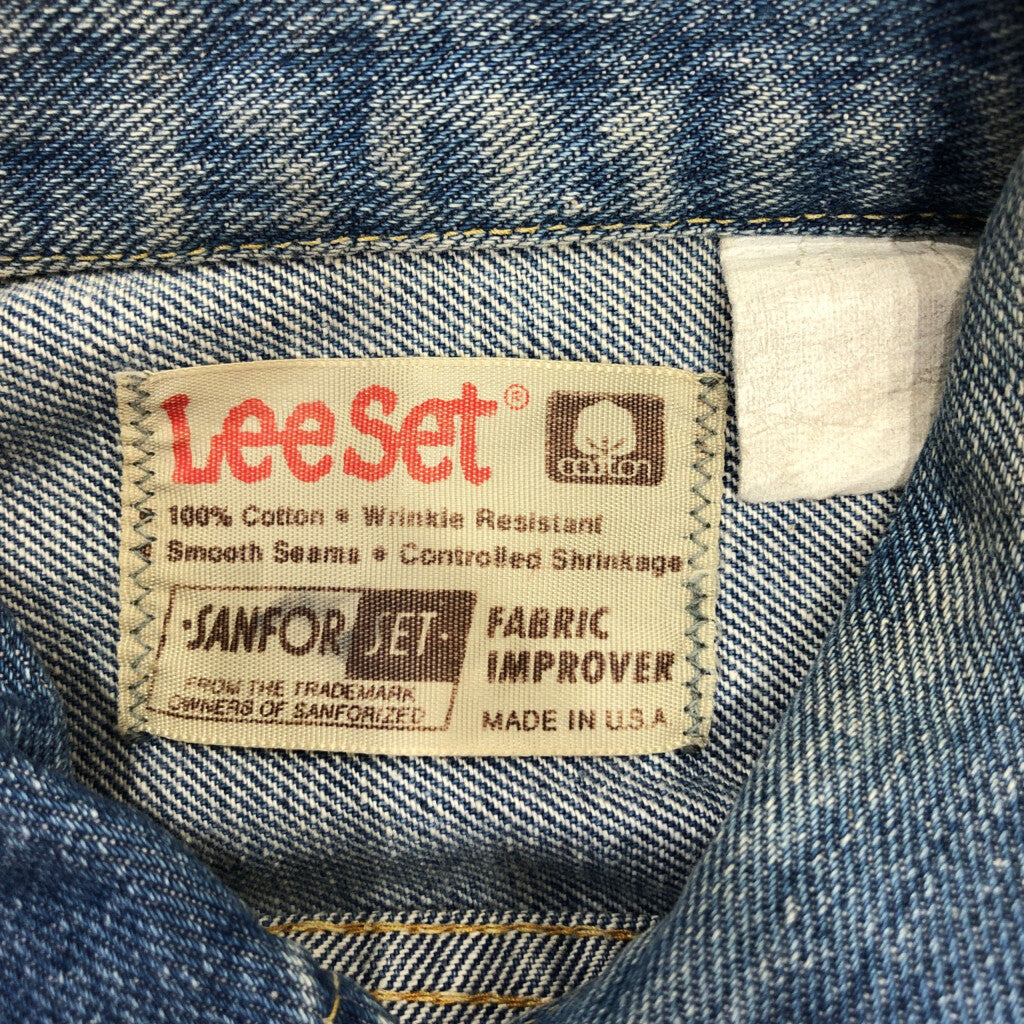 LeeSet®
cotton
100% Cotton • Wrinkle Resistant
Smooth Seams • Controlled Shrinkage
·SANFOR SET·
FROM THE TRADEMARK
OWNERS OF SANFORIZED
FABRIC
IMPROVER
MADE IN U.S.A